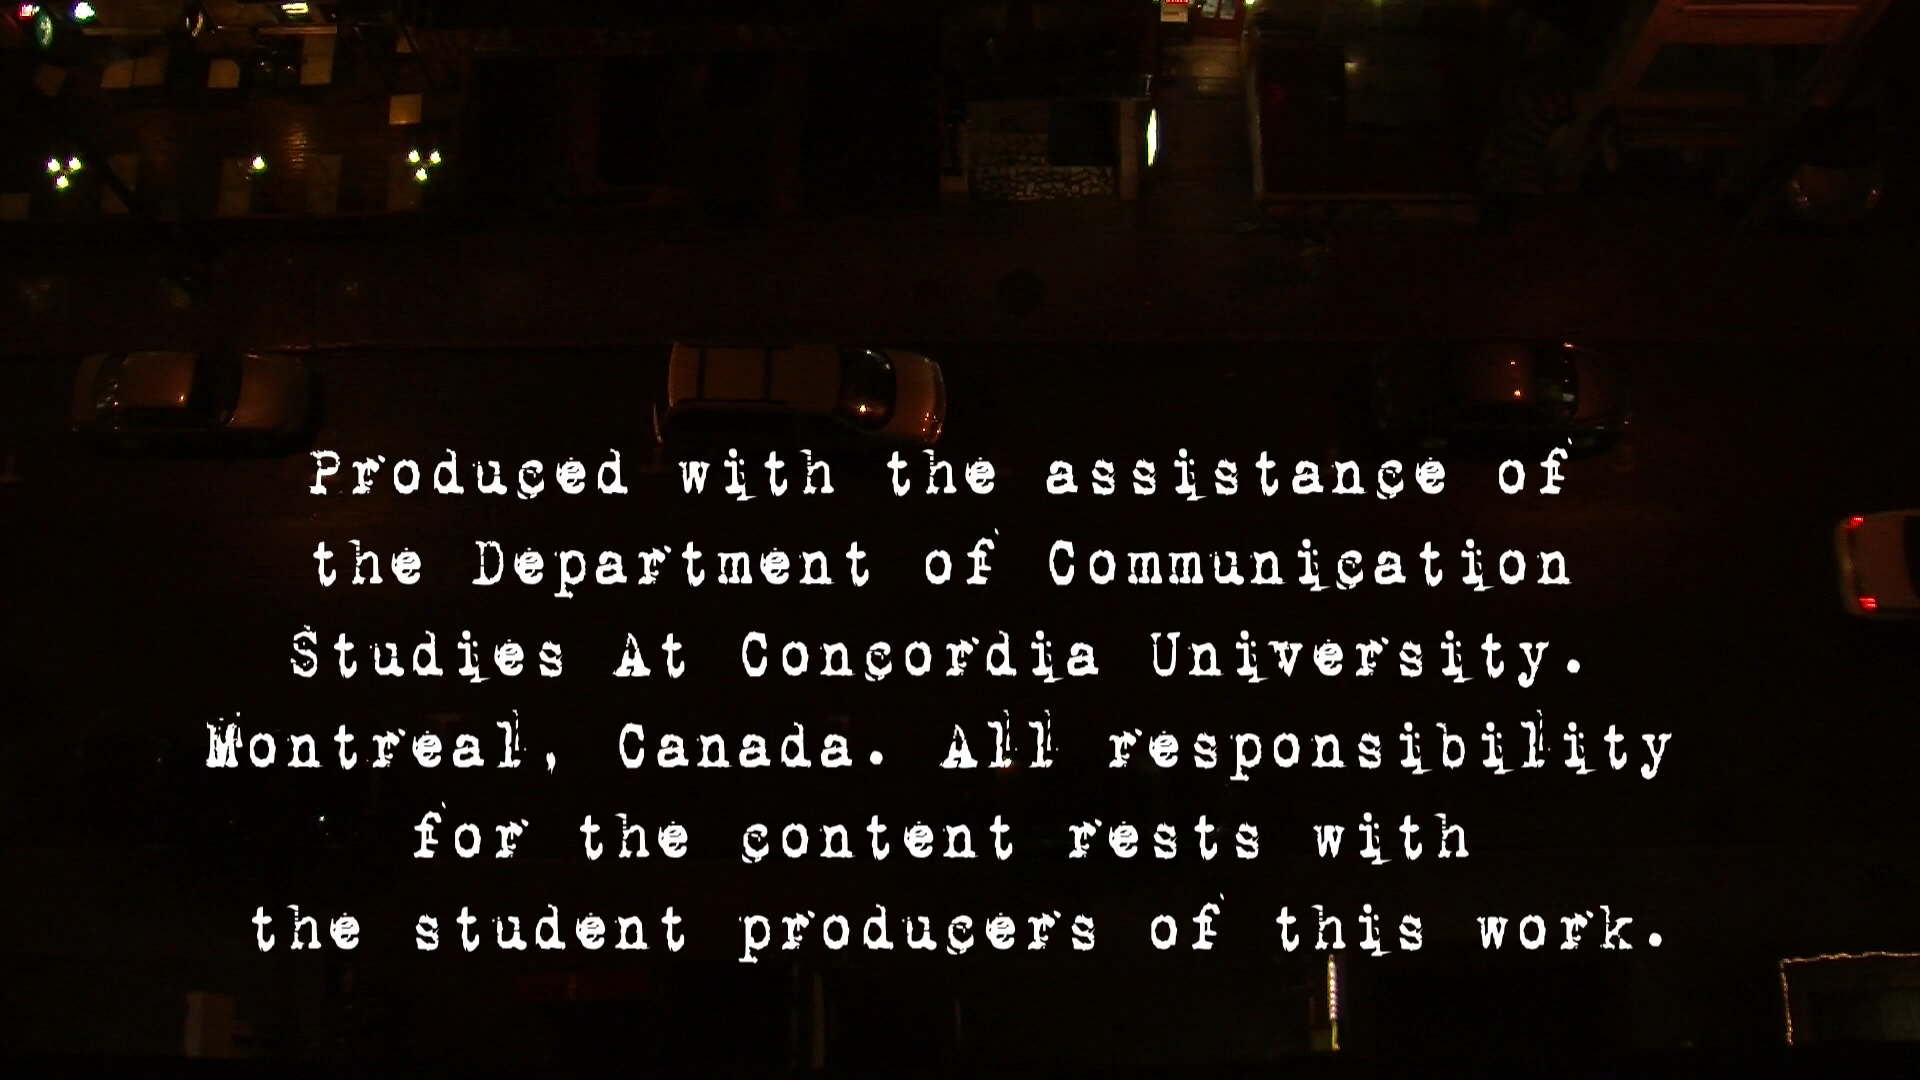 Produced with the assistance of
the Department of Communication
Studies At Concordia University.
Montreal, Canada. All responsibility
for the content rests with
the student producers of this work.